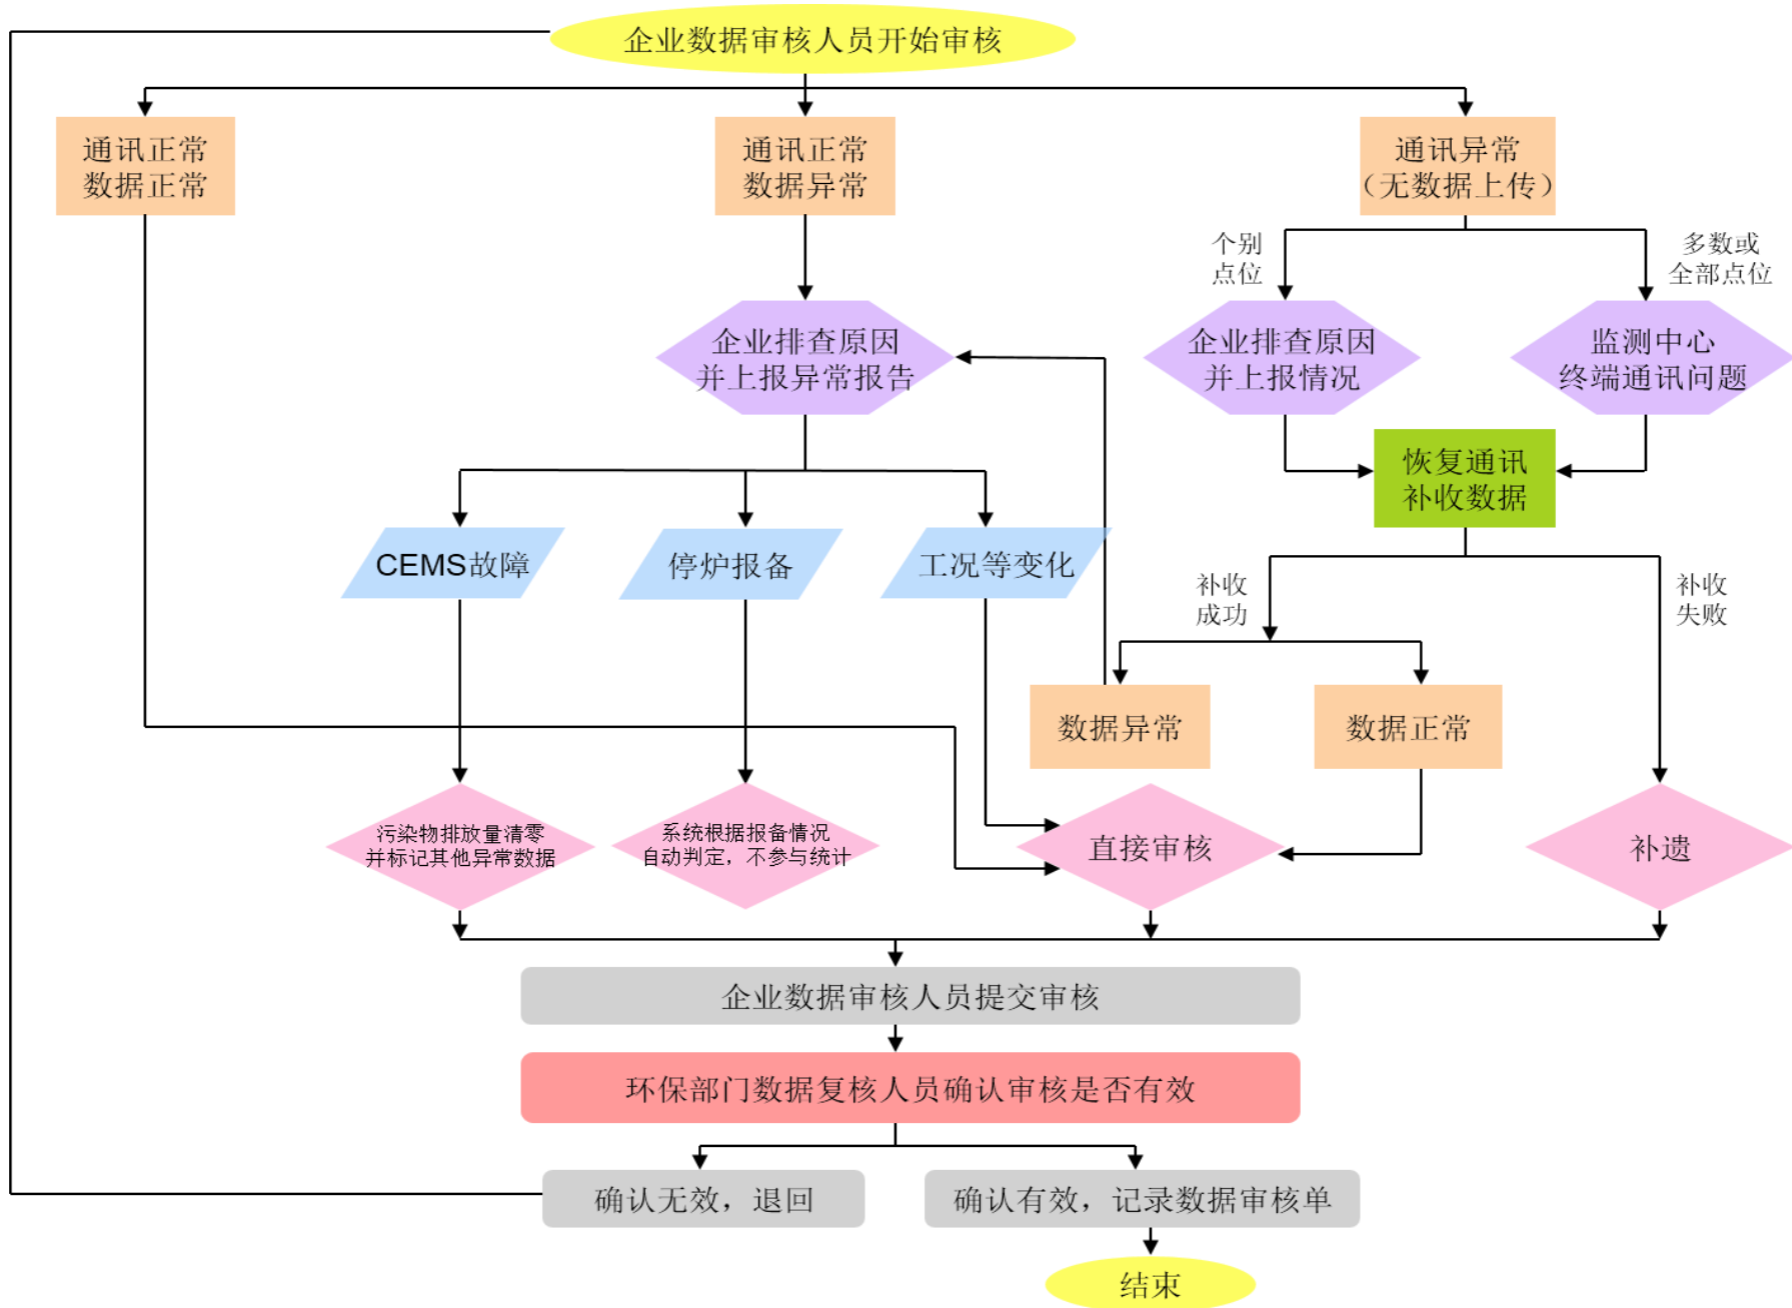 企业数据审核人员开始审核
通讯正常
数据正常
通讯正常
数据异常
通讯异常
（无数据上传）
个别
点位
多数或
全部点位
企业排查原因
并上报异常报告
企业排查原因
并上报情况
监测中心
终端通讯问题
恢复通讯
补收数据
CEMS故障
停炉报备
工况等变化
补收
成功
补收
失败
数据异常
数据正常
污染物排放量清零
并标记其他异常数据
系统根据报备情况
自动判定，不参与统计
直接审核
补遗
企业数据审核人员提交审核
环保部门数据复核人员确认审核是否有效
确认无效，退回
确认有效，记录数据审核单
结束